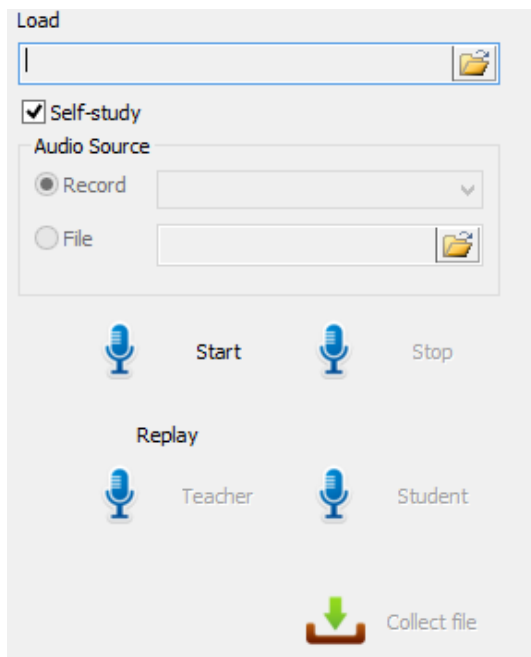 Load
Self-study
Audio Source
Record
File
Start Stop
Replay
Teacher Student
Collect file